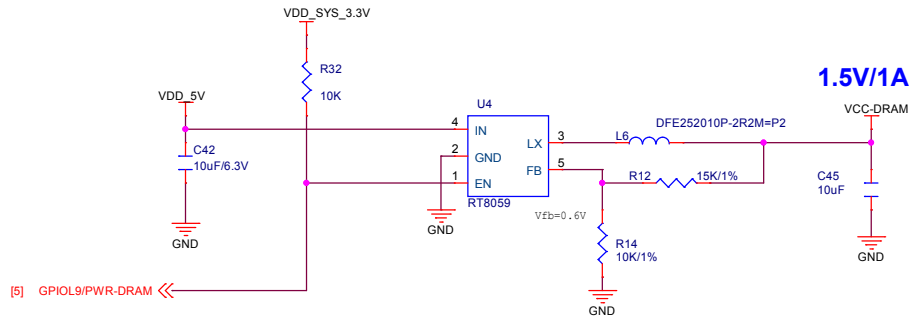 VDD_SYS_3.3V
R32
10K
1.5V/1A
VDD_5V
U4
VCC-DRAM
DFE252010P-2R2M=P2
4
IN
LX
3
L6
C42
10uF/6.3V
2
GND
FB
5
1
EN
R12
15K/1%
C45
10uF
RT8059
Vfb=0.6V
GND
GND
R14
10K/1%
GND
[5]
GPIOL9/PWR-DRAM
GND